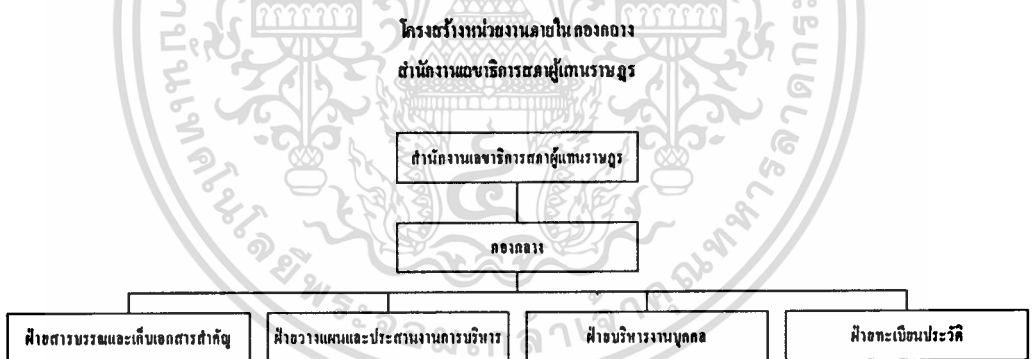 โครงสร้างหน่วยงานภายใน กองกลาง
สำนักงานเลขาธิการสภาผู้แทนราษฎร
สำนักงานเลขาธิการสภาผู้แทนราษฎร
กองกลาง
ฝ่ายสารบรรณและเก็บเอกสารสำคัญ ฝ่ายวางแผนและประสานงานการบริหาร ฝ่ายบริหารงานบุคคล ฝ่ายทะเบียนประวัติ